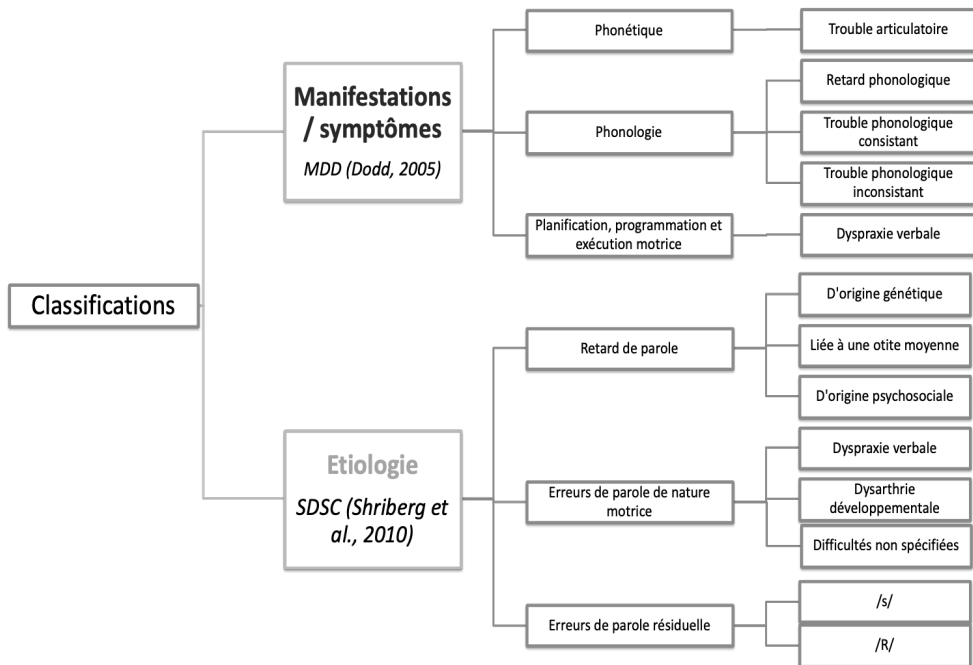 Classifications
Manifestations
/ symptômes
MDD (Dodd, 2005)
Phonétique
Trouble articulatoire
Phonologie
Retard phonologique
Trouble phonologique
consistant
Trouble phonologique
inconsistant
Planification, programmation et
exécution motrice
Dyspraxie verbale
Etiologie
SDSC (Shriberg et
al., 2010)
Retard de parole
D'origine génétique
Liée à une otite moyenne
D'origine psychosociale
Erreurs de parole de nature
motrice
Dyspraxie verbale
Dysarthrie
développementale
Difficultés non spécifiées
Erreurs de parole résiduelle
/s/
/R/